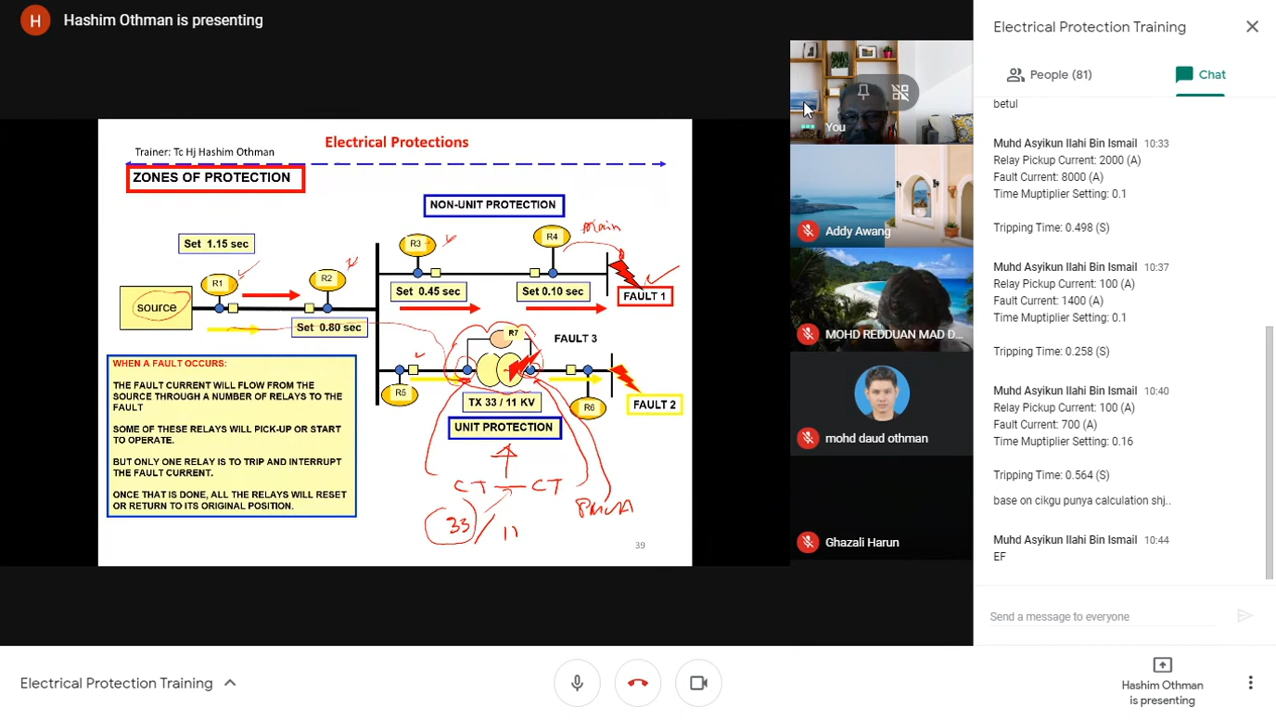 H
Hashim Othman is presenting
Trainer: Tc Hj Hashim Othman
Electrical Protections
ZONES OF PROTECTION
NON-UNIT PROTECTION
Set 1.15 sec
R1
R2
R3
R4
Main
source
Set 0.80 sec
Set 0.45 sec
Set 0.10 sec
FAULT 1
R7
FAULT 3
R5
TX 33 / 11 KV
R6
FAULT 2
UNIT PROTECTION
CT CT
33 / 11
WHEN A FAULT OCCURS:
THE FAULT CURRENT WILL FLOW FROM THE
SOURCE THROUGH A NUMBER OF RELAYS TO THE
FAULT
SOME OF THESE RELAYS WILL PICK-UP OR START
TO OPERATE.
BUT ONLY ONE RELAY IS TO TRIP AND INTERRUPT
THE FAULT CURRENT.
ONCE THAT IS DONE, ALL THE RELAYS WILL RESET
OR RETURN TO ITS ORIGINAL POSITION.
39
You
Addy Awang
MOHD REDDUAN MAD D...
mohd daud othman
Ghazali Harun
Electrical Protection Training
People (81)
Chat
betul
Muhd Asyikun Ilahi Bin Ismail 10:33
Relay Pickup Current: 2000 (A)
Fault Current: 8000 (A)
Time Muptiplier Setting: 0.1
Tripping Time: 0.498 (S)
Muhd Asyikun Ilahi Bin Ismail 10:37
Relay Pickup Current: 100 (A)
Fault Current: 1400 (A)
Time Muptiplier Setting: 0.1
Tripping Time: 0.258 (S)
Muhd Asyikun Ilahi Bin Ismail 10:40
Relay Pickup Current: 100 (A)
Fault Current: 700 (A)
Time Muptiplier Setting: 0.16
Tripping Time: 0.564 (S)
base on cikgu punya calculation shj..
Muhd Asyikun Ilahi Bin Ismail 10:44
EF
Send a message to everyone
Electrical Protection Training
Hashim Othman
is presenting